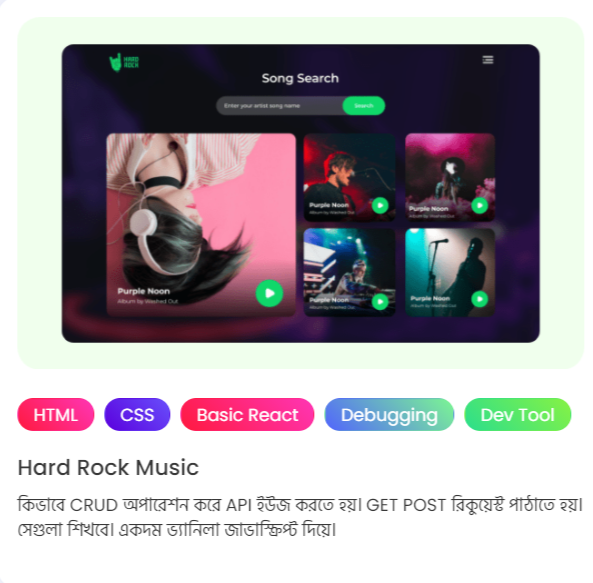 HARD
ROCK
Song Search
Enter your artist song name
Search
Purple Noon
Album by Washed Out
Purple Noon
Album by Washed Out
Purple Noon
Album by Washed Out
Purple Noon
Album by Washed Out
Purple Noon
Album by Washed Out
HTML CSS Basic React Debugging Dev Tool
Hard Rock Music
কিভাবে CRUD অপারেশন করে API ইউজ করতে হয়। GET POST রিকুয়েস্ট পাঠাতে হয়।
সেগুলা শিখবে। একদম ভ্যানিলা জাভাস্ক্রিপ্ট দিয়ে।